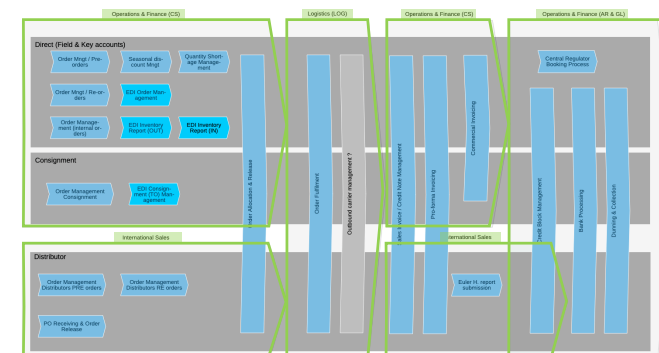 Operations & Finance (CS)
Logistics (LOG)
Operations & Finance (CS)
Operations & Finance (AR & GL)
Direct (Field & Key accounts)
Order Mngt / Pre-
orders
Seasonal dis-
count Mngt
Quantity Short-
age Manage-
ment
Order Mngt / Re-or-
ders
EDI Order Man-
agement
Order Manage-
ment (internal or-
ders)
EDI Inventory
Report (OUT)
EDI Inventory
Report (IN)
Order Allocation & Release
Order Fulfilment
Outbound carrier management ?
Sales Invoice / Credit Note Management
Pro-forma Invoicing
Commercial Invoicing
Central Regulator
Booking Process
Credit Block Management
Bank Processing
Dunning & Collection
Consignment
Order Management
Consignment
EDI Consign-
ment (TO) Man-
agement
International Sales
International Sales
Distributor
Order Management
Distributors PRE orders
Order Management
Distributors RE orders
Euler H. report
submission
PO Receiving & Order
Release